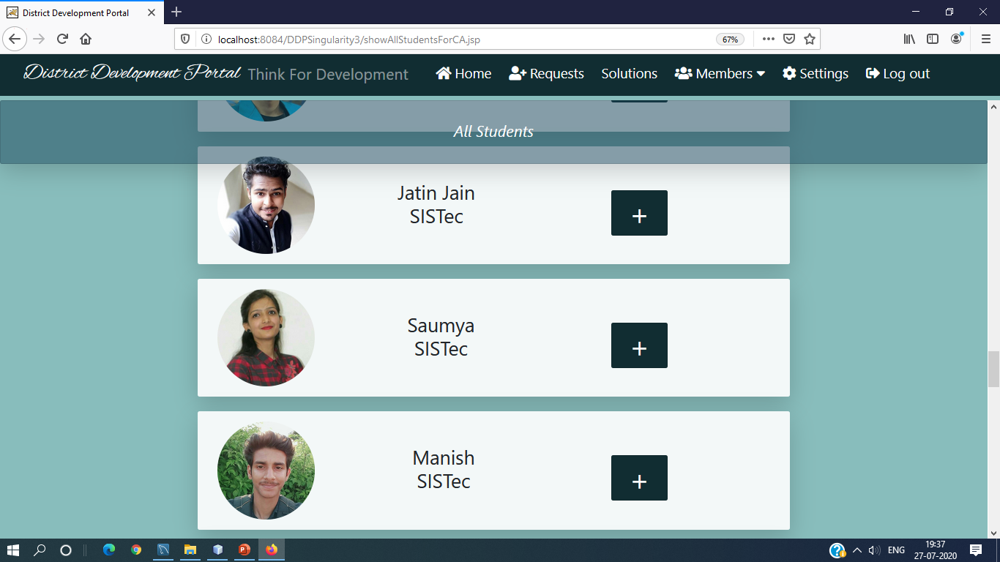 District Development Portal
localhost:8084/DDPSingularity3/showAllStudentsForCA.jsp
67%
District Development Portal Think For Development Home Requests Solutions Members Settings Log out
All Students
Jatin Jain
SISTec
+
Saumya
SISTec
+
Manish
SISTec
+
ENG
19:37
27-07-2020